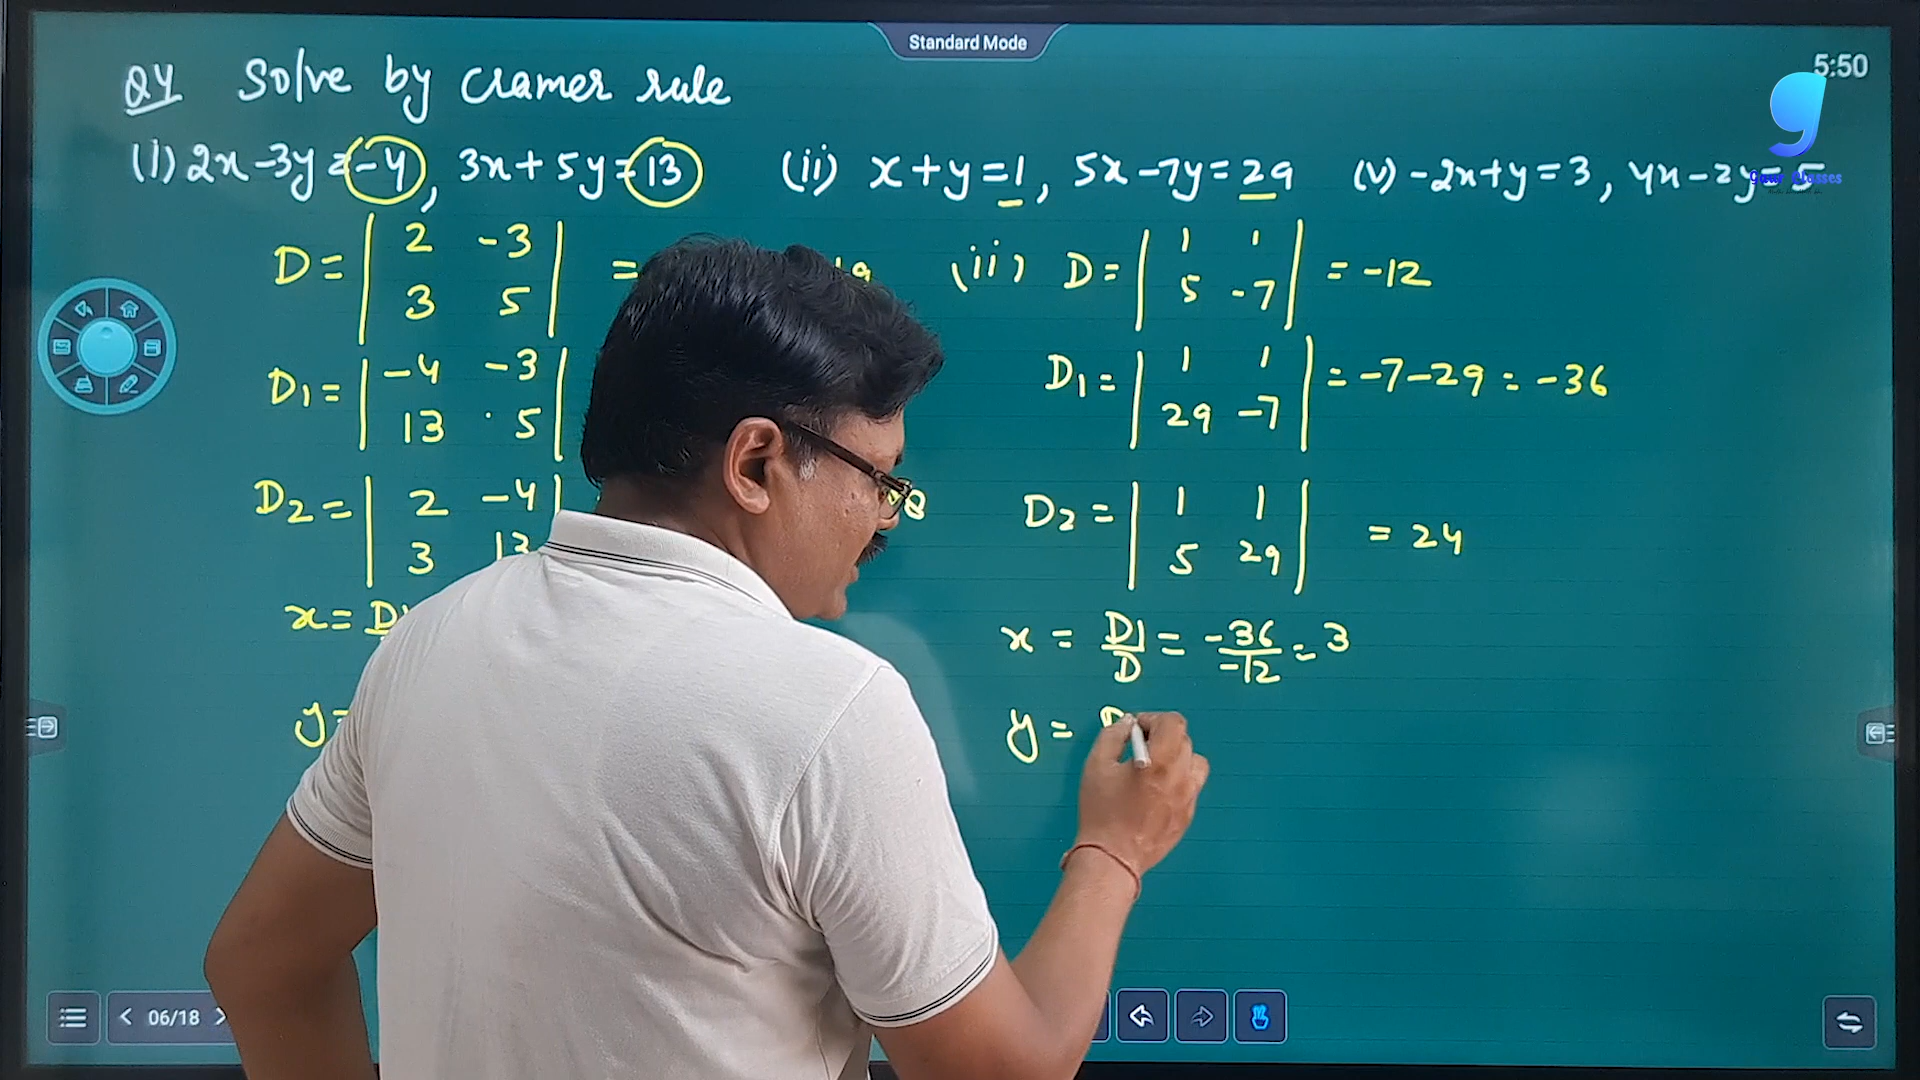 Standard Mode
5:50
Q4 Solve by cramer rule
(i) 2x-3y=-4, 3x+5y=13 (ii) x+y=1, 5x-7y=29 (v) -2x+y=3, 4x-2y=5
Gaur Classes
D = | 2 -3 | =
| 3 5 |
D1 = | -4 -3 |
| 13 5 |
D2 = | 2 -4 |
| 3 13
x =
y =
(ii) D = | 1 1 | = -12
| 5 -7 |
D1 = | 1 1 | = -7-29 = -36
| 29 -7 |
D2 = | 1 1 | = 24
| 5 29 |
x = D1/D = -36/-12 = 3
y =
06/18